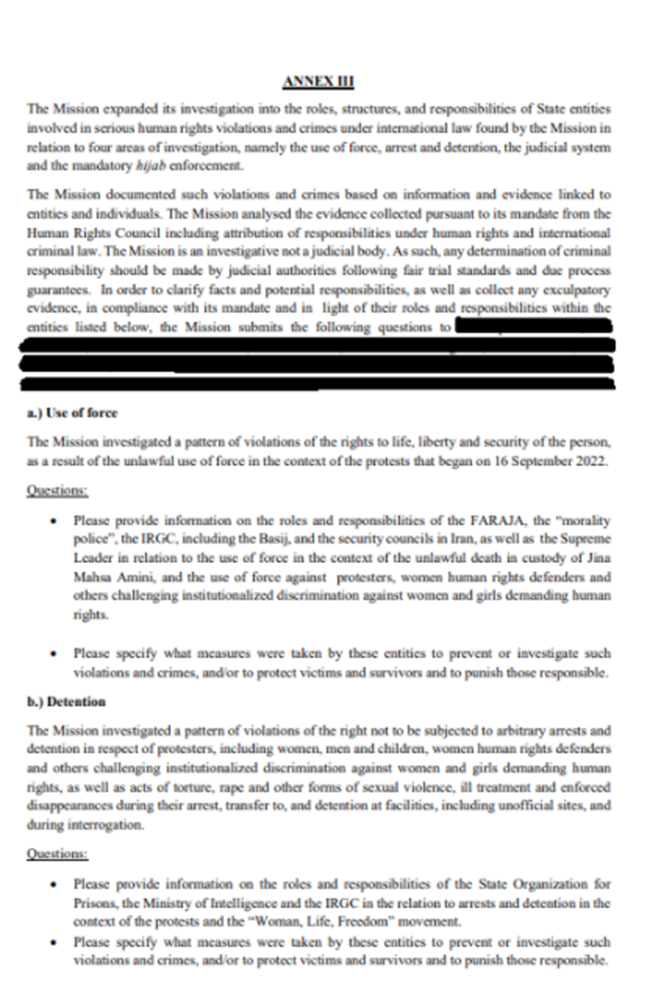 ANNEX III
The Mission expanded its investigation into the roles, structures, and responsibilities of State entities
involved in serious human rights violations and crimes under international law found by the Mission in
relation to four areas of investigation, namely the use of force, arrest and detention, the judicial system
and the mandatory hijab enforcement.
The Mission documented such violations and crimes based on information and evidence linked to
entities and individuals. The Mission analysed the evidence collected pursuant to its mandate from the
Human Rights Council including attribution of responsibilities under human rights and international
criminal law. The Mission is an investigative not a judicial body. As such, any determination of criminal
responsibility should be made by judicial authorities following fair trial standards and due process
guarantees. In order to clarify facts and potential responsibilities, as well as collect any exculpatory
evidence, in compliance with its mandate and in light of their roles and responsibilities within the
entities listed below, the Mission submits the following questions to
a.) Use of force
The Mission investigated a pattern of violations of the rights to life, liberty and security of the person,
as a result of the unlawful use of force in the context of the protests that began on 16 September 2022.
Questions:
• Please provide information on the roles and responsibilities of the FARAJA, the “morality
police”, the IRGC, including the Basij, and the security councils in Iran, as well as the Supreme
Leader in relation to the use of force in the context of the unlawful death in custody of Jina
Mahsa Amini, and the use of force against protesters, women human rights defenders and
others challenging institutionalized discrimination against women and girls demanding human
rights.
• Please specify what measures were taken by these entities to prevent or investigate such
violations and crimes, and/or to protect victims and survivors and to punish those responsible.
b.) Detention
The Mission investigated a pattern of violations of the right not to be subjected to arbitrary arrests and
detention in respect of protesters, including women, men and children, women human rights defenders
and others challenging institutionalized discrimination against women and girls demanding human
rights, as well as acts of torture, rape and other forms of sexual violence, ill treatment and enforced
disappearances during their arrest, transfer to, and detention at facilities, including unofficial sites, and
during interrogation.
Questions:
• Please provide information on the roles and responsibilities of the State Organization for
Prisons, the Ministry of Intelligence and the IRGC in the relation to arrests and detention in the
context of the protests and the “Woman, Life, Freedom” movement.
• Please specify what measures were taken by these entities to prevent or investigate such
violations and crimes, and/or to protect victims and survivors and to punish those responsible.